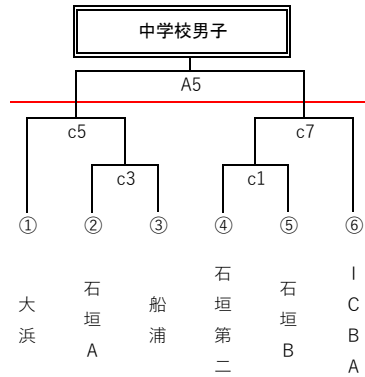 中学校男子
A5
c5
c7
c3
c1
① ② ③ ④ ⑤ ⑥
大浜
石垣A
船浦
石垣第二
石垣B
ICBA